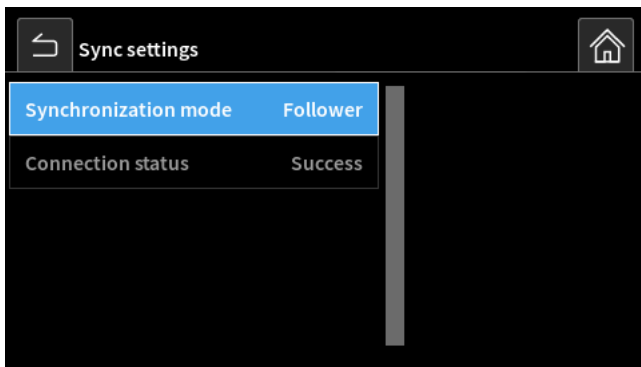 Sync settings
Synchronization mode Follower
Connection status Success